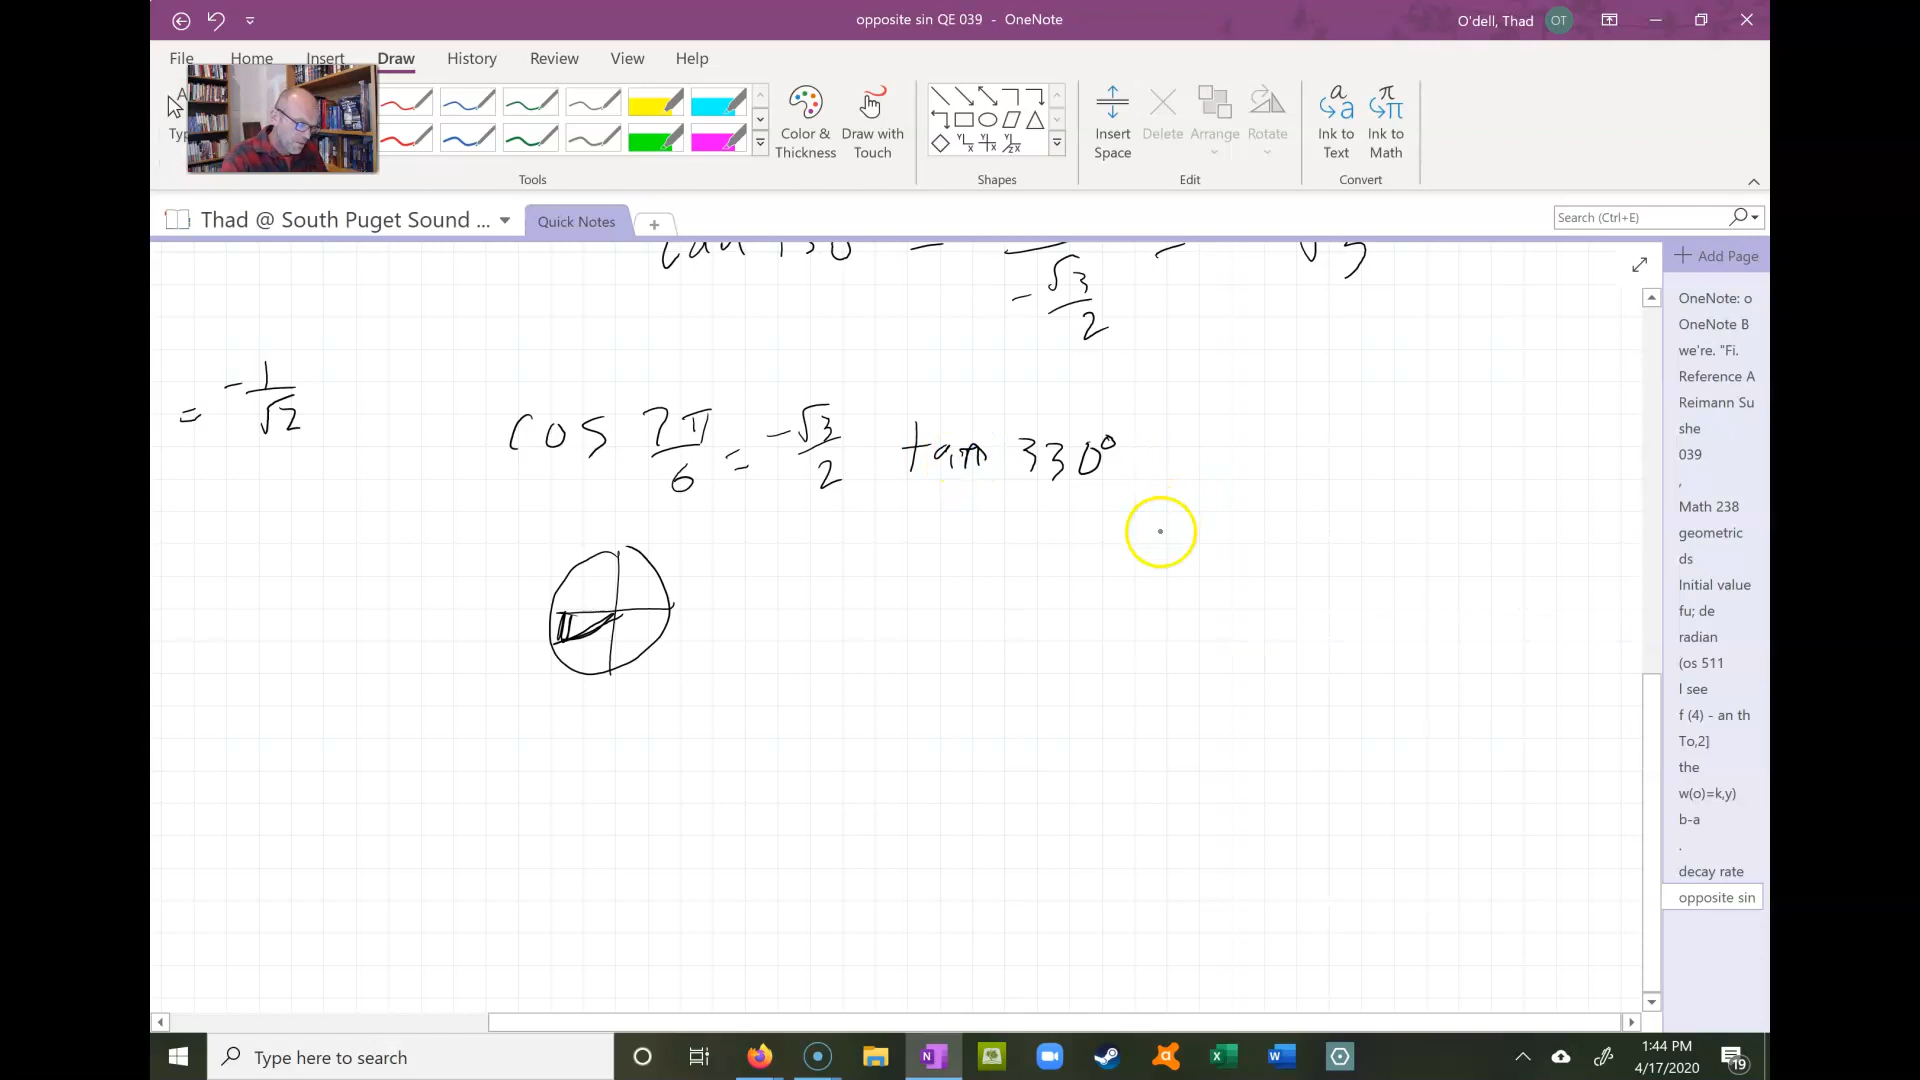 opposite sin QE 039 - OneNote
O'dell, Thad OT
File Home Insert Draw History Review View Help
Color & Thickness
Draw with Touch
Insert Space
Delete
Arrange
Rotate
Ink to Text
Ink to Math
Tools Shapes Edit Convert
Thad @ South Puget Sound ... Quick Notes
Search (Ctrl+E)
Add Page
OneNote: o
OneNote B
we're. "Fi.
Reference A
Reimann Su
she
039
,
Math 238
geometric
ds
Initial value
fu; de
radian
(os 511
I see
f (4) - an th
To,2]
the
w(o)=k,y)
b-a
.
decay rate
opposite sin
-√3/2
= -1/√2
cos 7π/6 = -√3/2 tan 330°
Type here to search
1:44 PM
4/17/2020
19